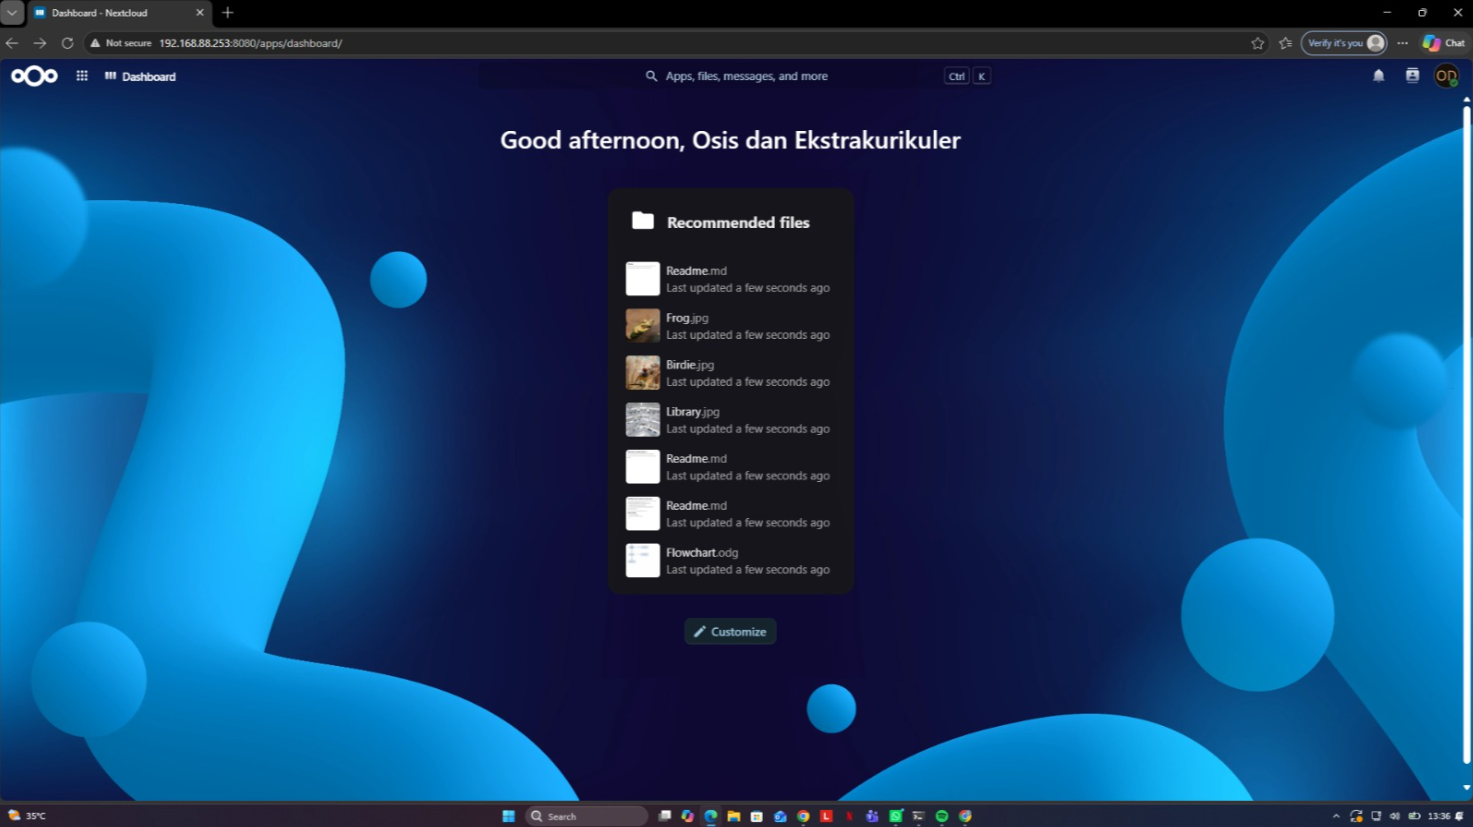 Dashboard - Nextcloud
Not secure 192.168.88.253:8080/apps/dashboard/
Verify it's you
Chat
Dashboard
Apps, files, messages, and more
Ctrl K
OD
Good afternoon, Osis dan Ekstrakurikuler
Recommended files
Readme.md
Last updated a few seconds ago
Frog.jpg
Last updated a few seconds ago
Birdie.jpg
Last updated a few seconds ago
Library.jpg
Last updated a few seconds ago
Readme.md
Last updated a few seconds ago
Readme.md
Last updated a few seconds ago
Flowchart.odg
Last updated a few seconds ago
Customize
35°C
Search
13:36